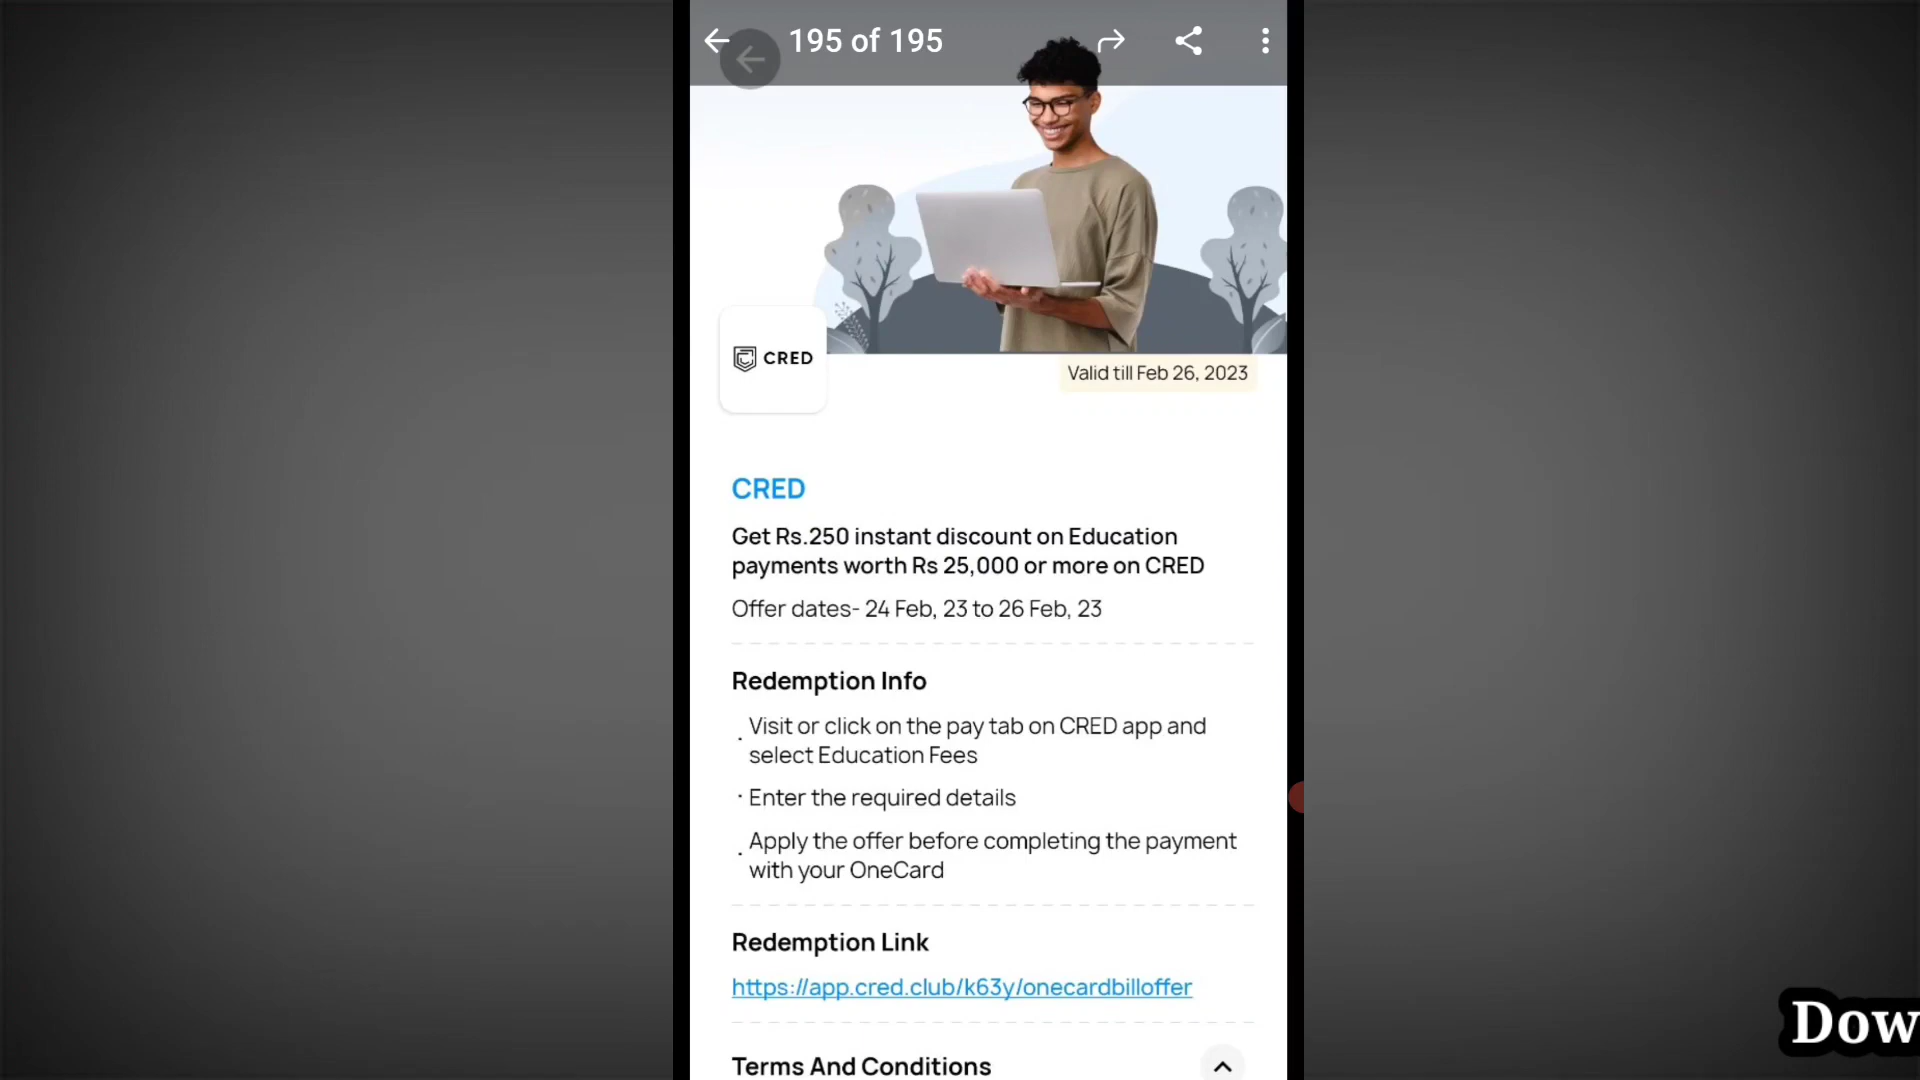 195 of 195
CRED
Valid till Feb 26, 2023
CRED
Get Rs.250 instant discount on Education
payments worth Rs 25,000 or more on CRED
Offer dates- 24 Feb, 23 to 26 Feb, 23
Redemption Info
· Visit or click on the pay tab on CRED app and
select Education Fees
· Enter the required details
· Apply the offer before completing the payment
with your OneCard
Redemption Link
https://app.cred.club/k63y/onecardbilloffer
Terms And Conditions
Dow